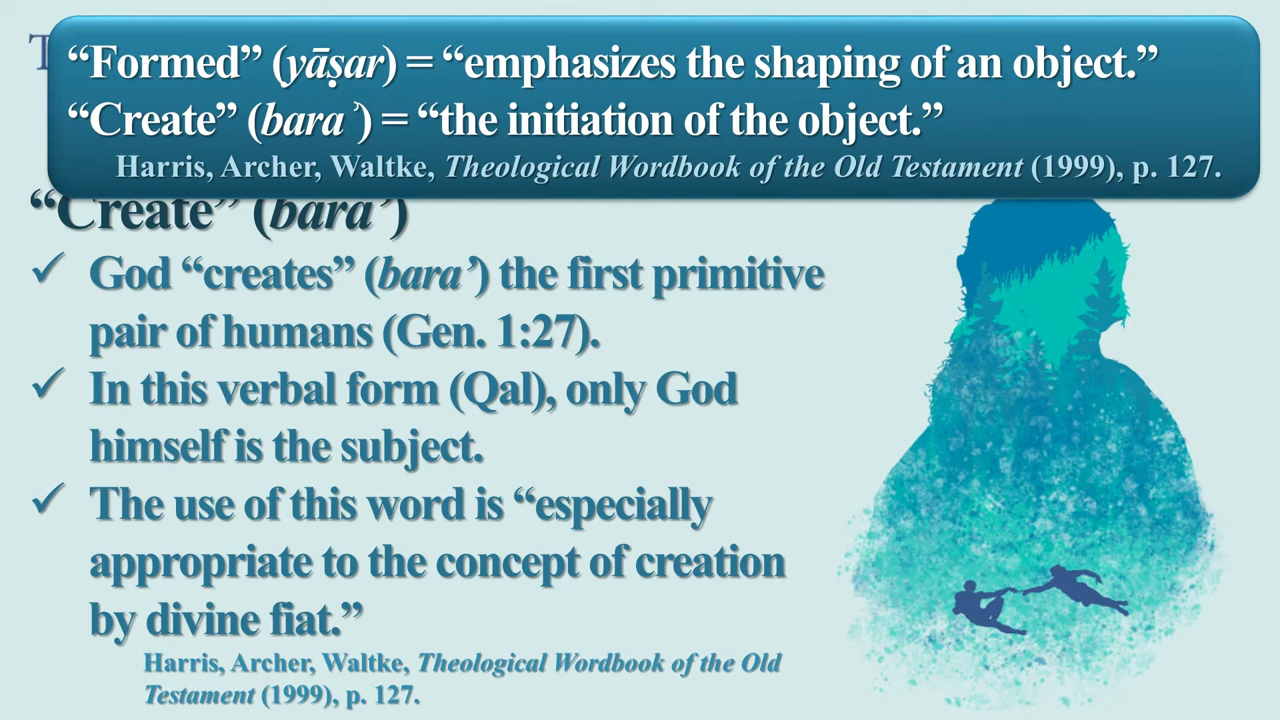 “Formed” (yāṣar) = “emphasizes the shaping of an object.”
“Create” (bara ʾ) = “the initiation of the object.”
Harris, Archer, Waltke, Theological Wordbook of the Old Testament (1999), p. 127.
“Create” (bara’)
✓ God “creates” (bara’) the first primitive
pair of humans (Gen. 1:27).
✓ In this verbal form (Qal), only God
himself is the subject.
✓ The use of this word is “especially
appropriate to the concept of creation
by divine fiat.”
Harris, Archer, Waltke, Theological Wordbook of the Old
Testament (1999), p. 127.